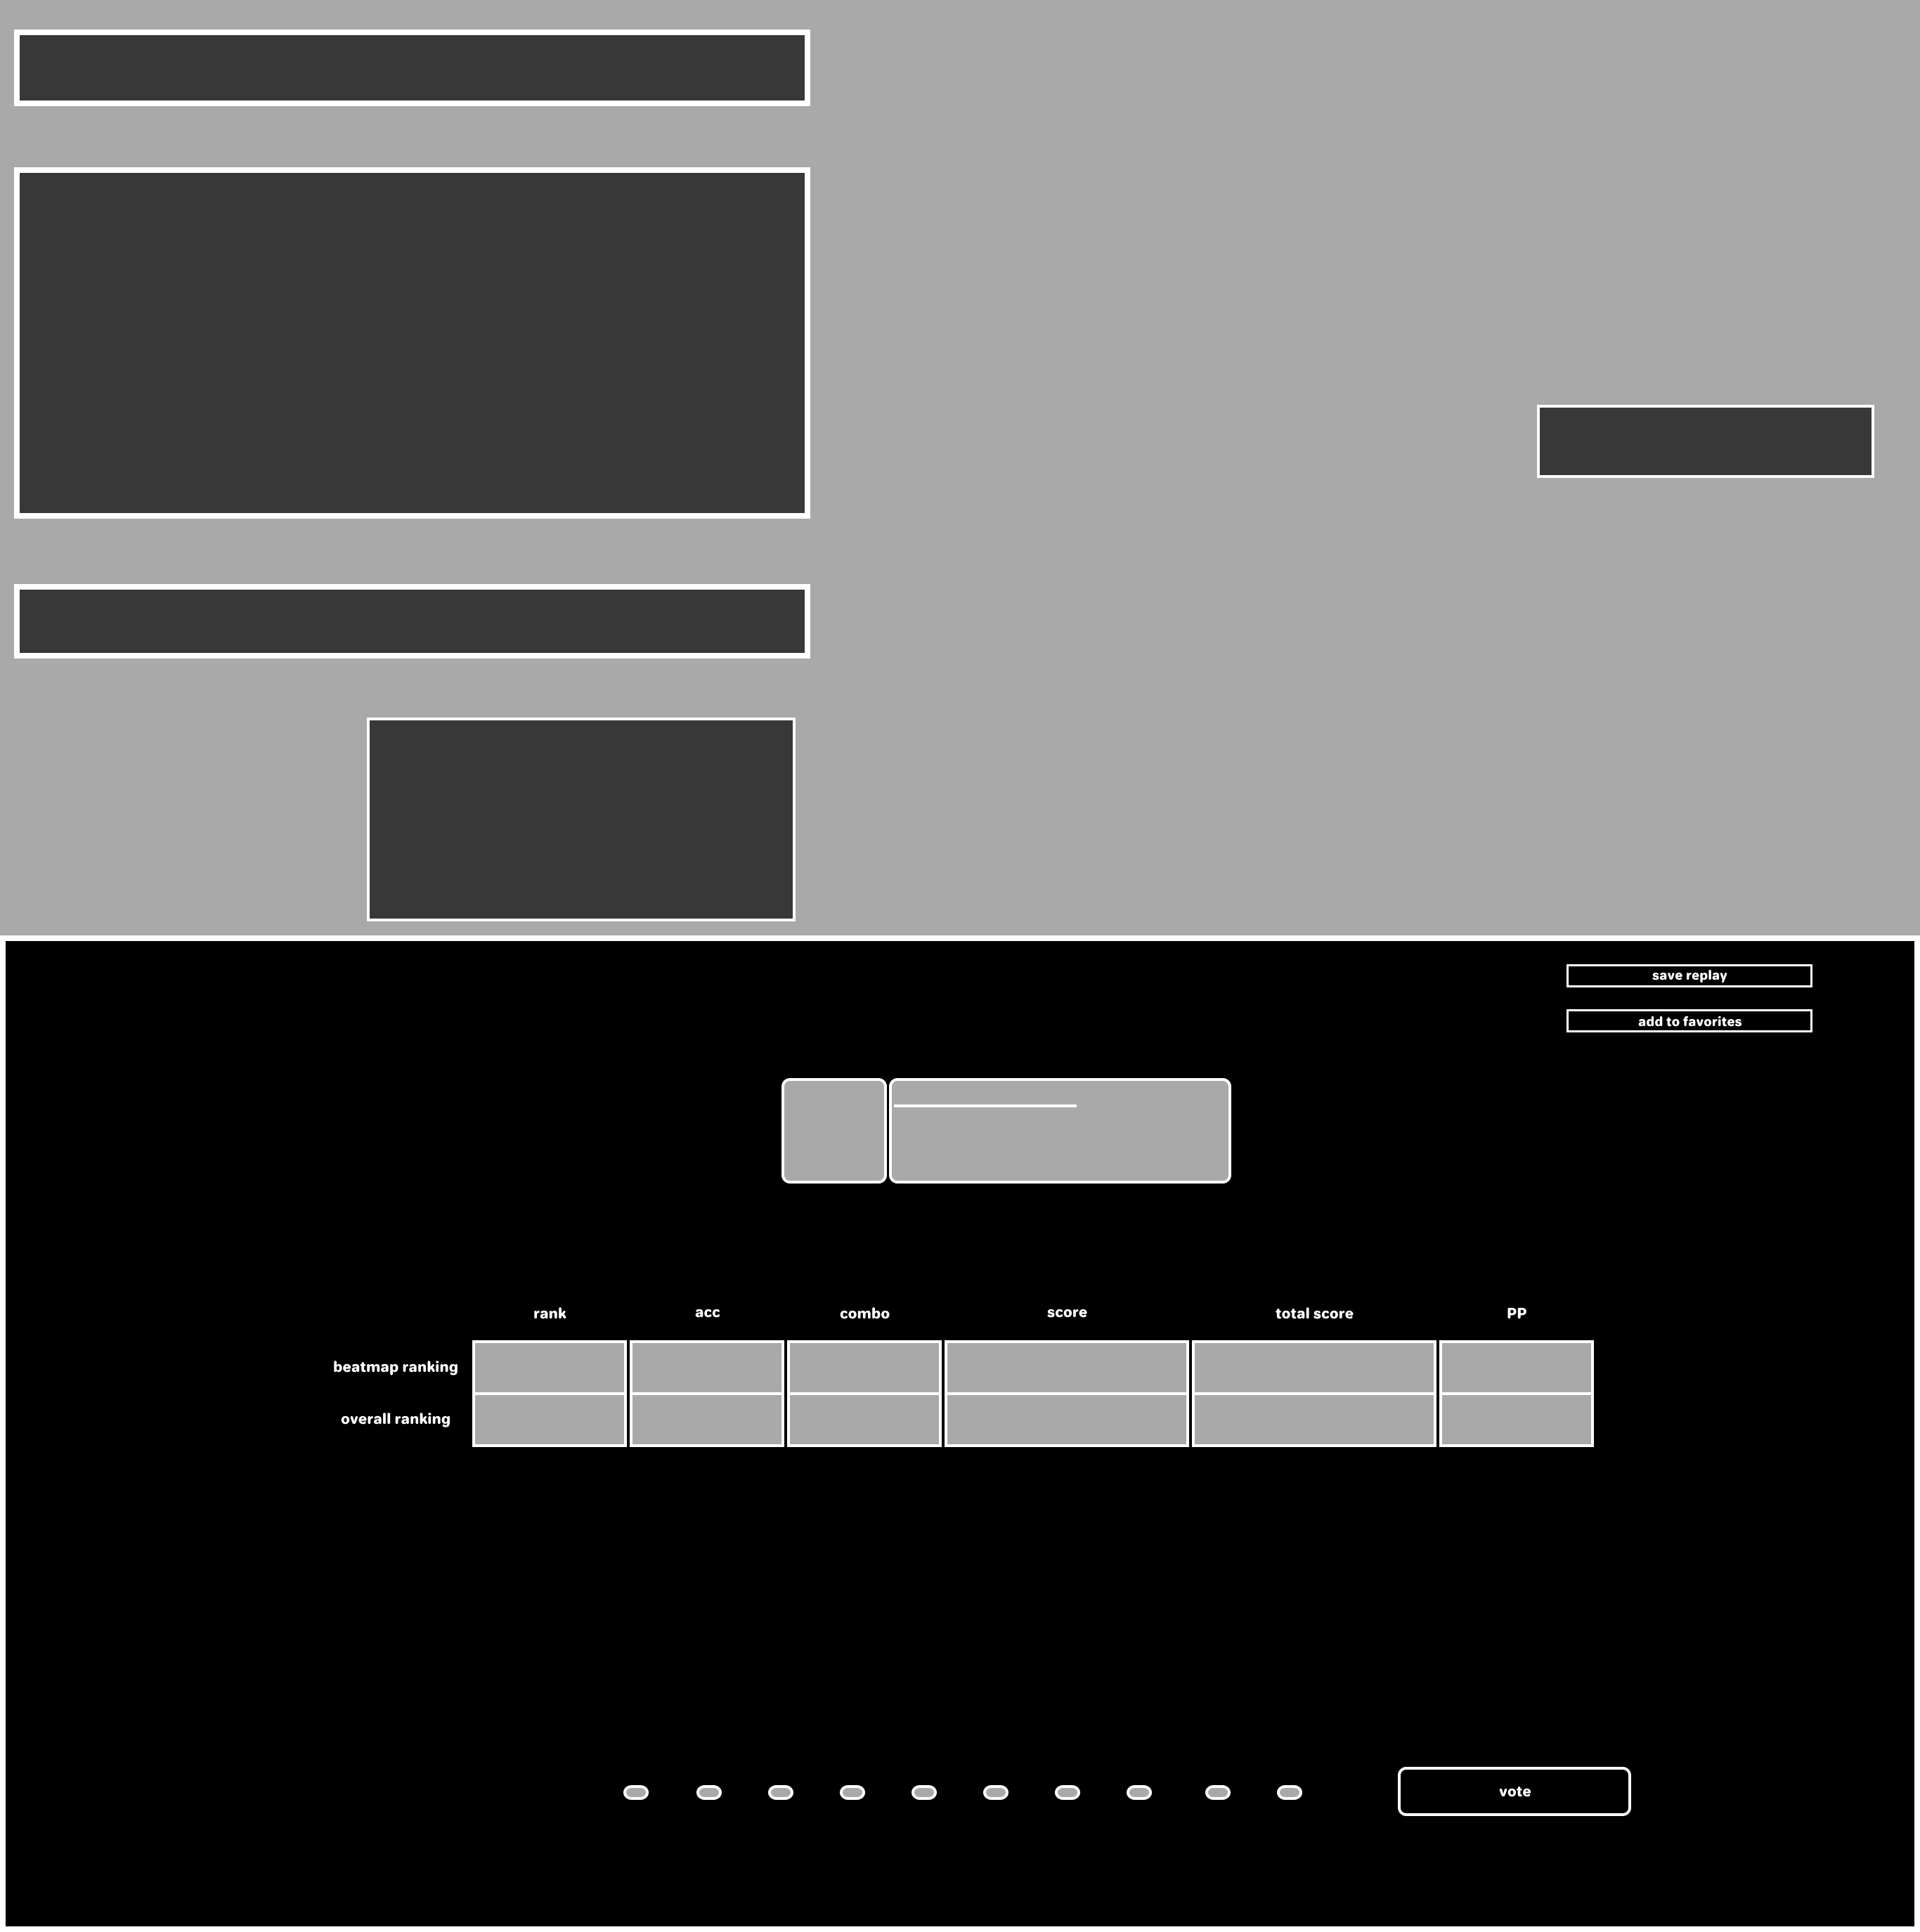 save replay
add to favorites
rank acc combo score total score PP
beatmap ranking
overall ranking
vote